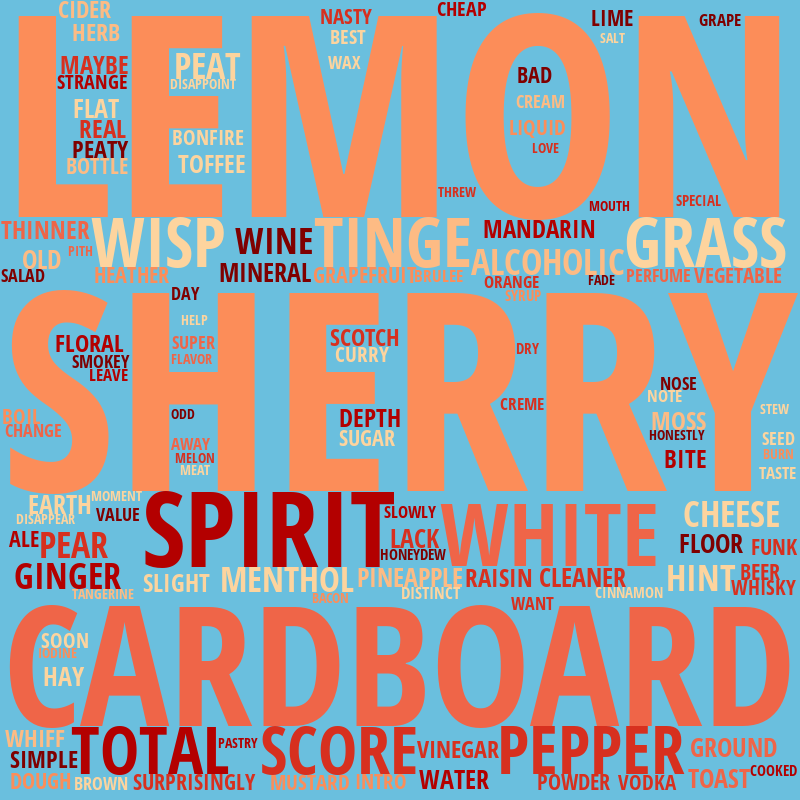 CIDER
HERB
NASTY
BEST
WAX
CHEAP
LIME
SALT
GRAPE
LEMON
MAYBE
STRANGE
PEAT
DISAPPOINT
BAD
CREAM
LIQUID
LOVE
FLAT
REAL
PEATY
BOTTLE
BONFIRE
TOFFEE
THREW
MOUTH
SPECIAL
THINNER
PITH
OLD
SALAD
HEATHER
WISP
WINE
MINERAL
TINGE
GRAPEFRUIT
BRULEE
MANDARIN
ALCOHOLIC
GRASS
ORANGE
SYRUP
FADE
PERFUME
VEGETABLE
DAY
HELP
SHERRY
FLORAL
SMOKEY
LEAVE
SUPER
FLAVOR
SCOTCH
CURRY
DRY
NOSE
NOTE
BOIL
CHANGE
ODD
AWAY
MELON
MEAT
DEPTH
SUGAR
CREME
MOSS
HONESTLY
BITE
STEW
SEED
BURN
TASTE
EARTH
MOMENT
DISAPPEAR
VALUE
SPIRIT
SLOWLY
LACK
HONEYDEW
WHITE
CHEESE
ALE
PEAR
FLOOR
FUNK
GINGER
TANGERINE
SLIGHT
MENTHOL
BACON
PINEAPPLE
DISTINCT
RAISIN
CLEANER
WANT
CINNAMON
HINT
BEER
WHISKY
CARDBOARD
SOON
IODINE
HAY
WHIFF
SIMPLE
TOTAL
PASTRY
SCORE
VINEGAR
PEPPER
GROUND
DOUGH
BROWN
SURPRISINGLY
MUSTARD
INTRO
WATER
POWDER
VODKA
TOAST
COOKED